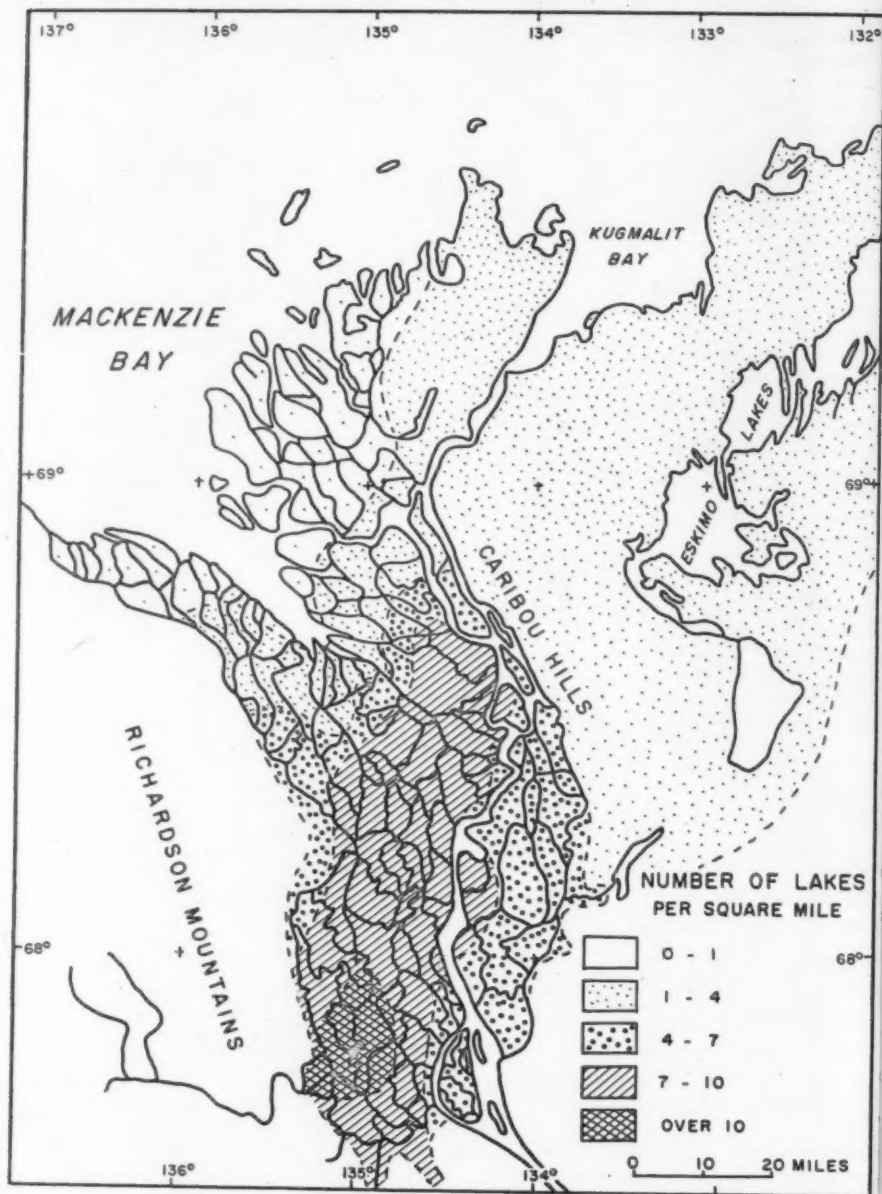 137° 136° 135° 134° 133° 132°
KUGMALIT
BAY
MACKENZIE
BAY
LAKES
+69° 69°
ESKIMO
CARIBOU HILLS
RICHARDSON MOUNTAINS
NUMBER OF LAKES
PER SQUARE MILE
68° 68°
0 - 1
1 - 4
4 - 7
7 - 10
OVER 10
0 10 20 MILES
136° 135° 134°